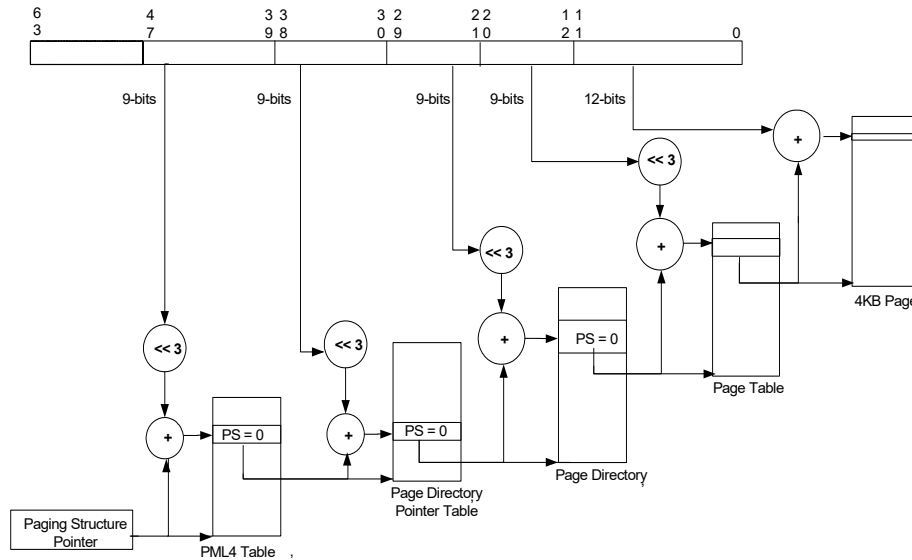 6 4 3 3 3 2 2 2 1 1
3 7 9 8 0 9 1 0 2 1 0
9-bits 9-bits 9-bits 9-bits 12-bits
+
<< 3
+
<< 3
4KB Page
+
PS = 0
Page Table
<< 3
<< 3
+
PS = 0
+
PS = 0
Page Directory
Page Directory
Pointer Table
Paging Structure
Pointer
PML4 Table ,